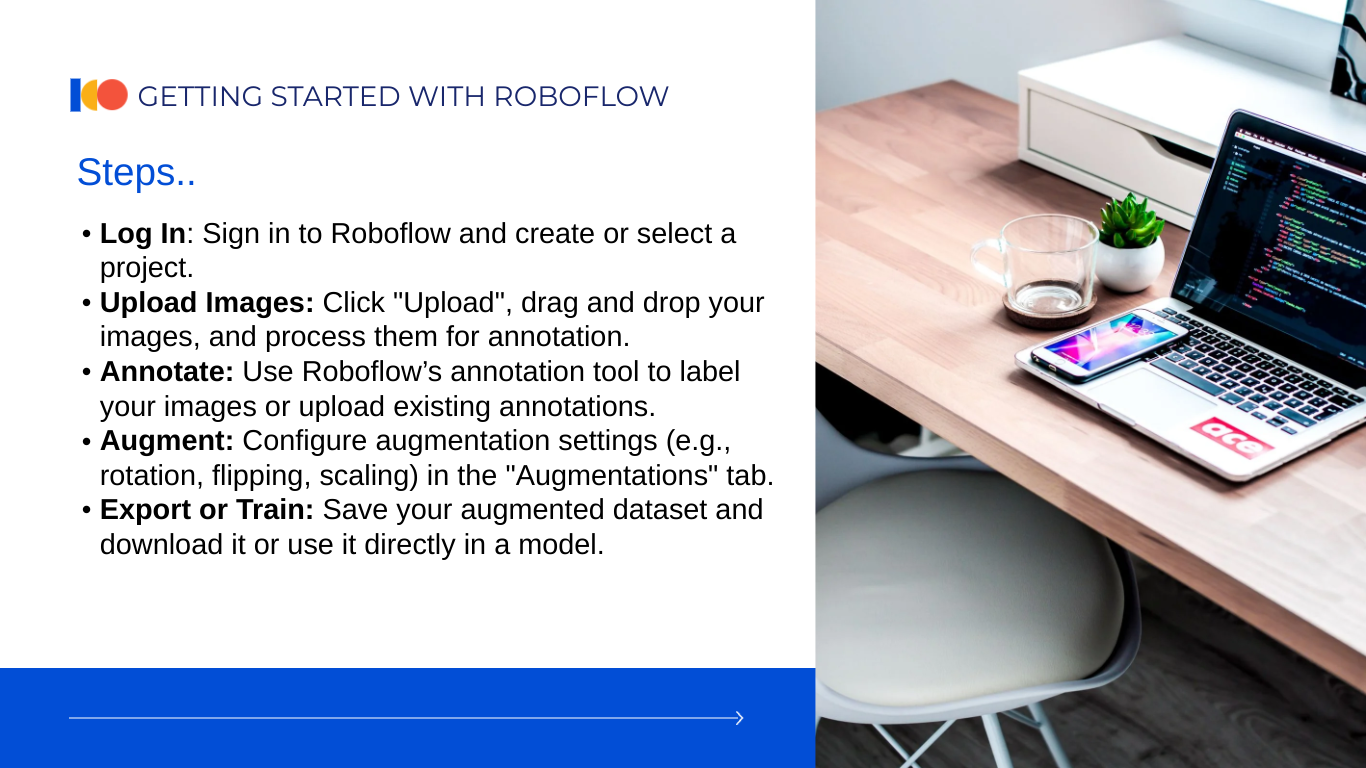 GETTING STARTED WITH ROBOFLOW
Steps..
• Log In: Sign in to Roboflow and create or select a
project.
• Upload Images: Click "Upload", drag and drop your
images, and process them for annotation.
• Annotate: Use Roboflow’s annotation tool to label
your images or upload existing annotations.
• Augment: Configure augmentation settings (e.g.,
rotation, flipping, scaling) in the "Augmentations" tab.
• Export or Train: Save your augmented dataset and
download it or use it directly in a model.
ace